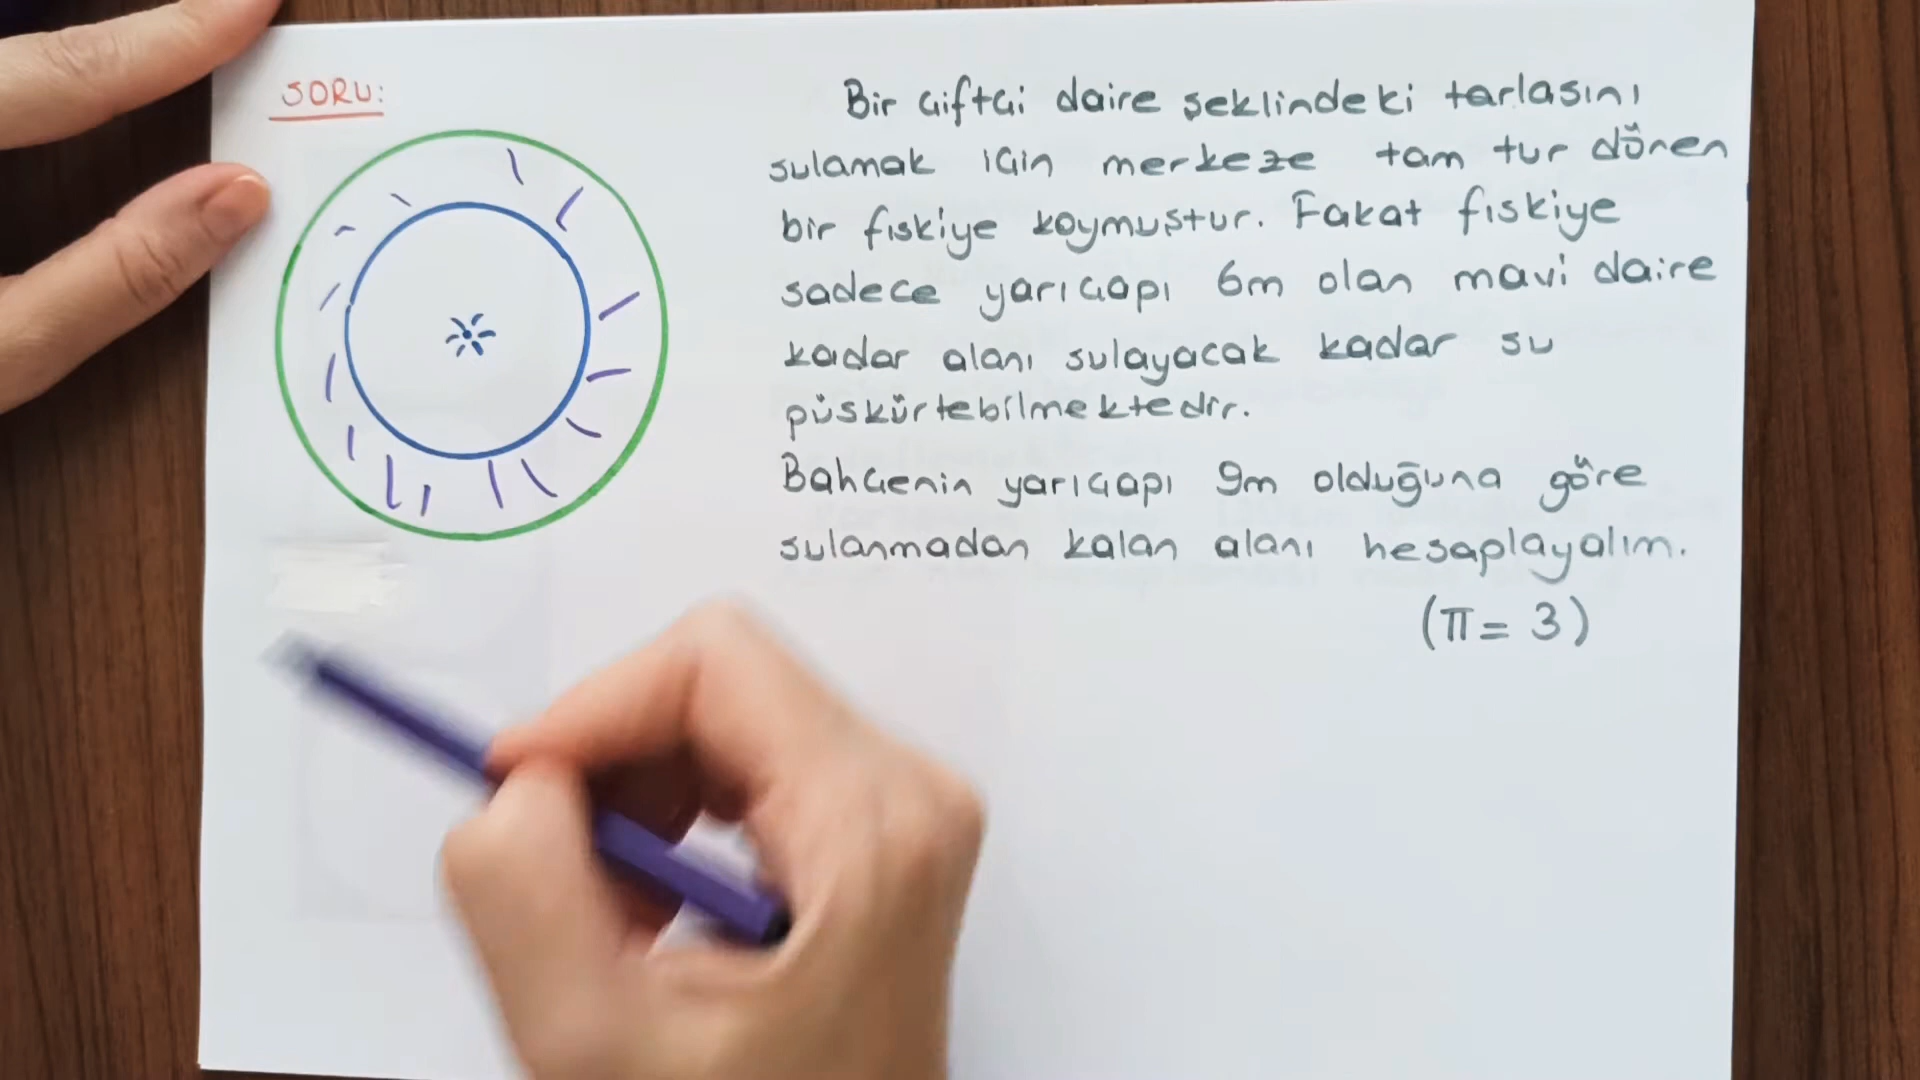 SORU:
Bir çiftçi daire şeklindeki tarlasını
sulamak için merkeze tam tur dönen
bir fıskiye koymuştur. Fakat fıskiye
sadece yarıçapı 6m olan mavi daire
kadar alanı sulayacak kadar su
püskürtebilmektedir.
Bahçenin yarıçapı 9m olduğuna göre
sulanmadan kalan alanı hesaplayalım.
(π = 3)